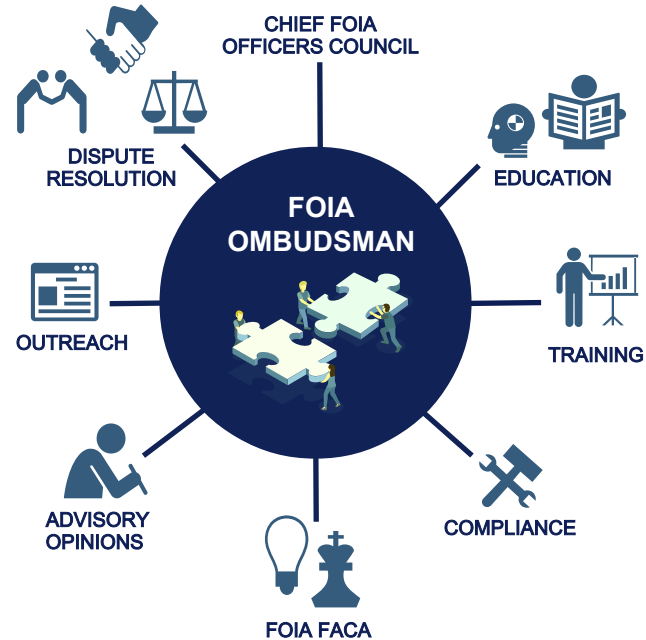 CHIEF FOIA
OFFICERS COUNCIL
DISPUTE
RESOLUTION
EDUCATION
FOIA
OMBUDSMAN
OUTREACH
TRAINING
ADVISORY
OPINIONS
COMPLIANCE
FOIA FACA